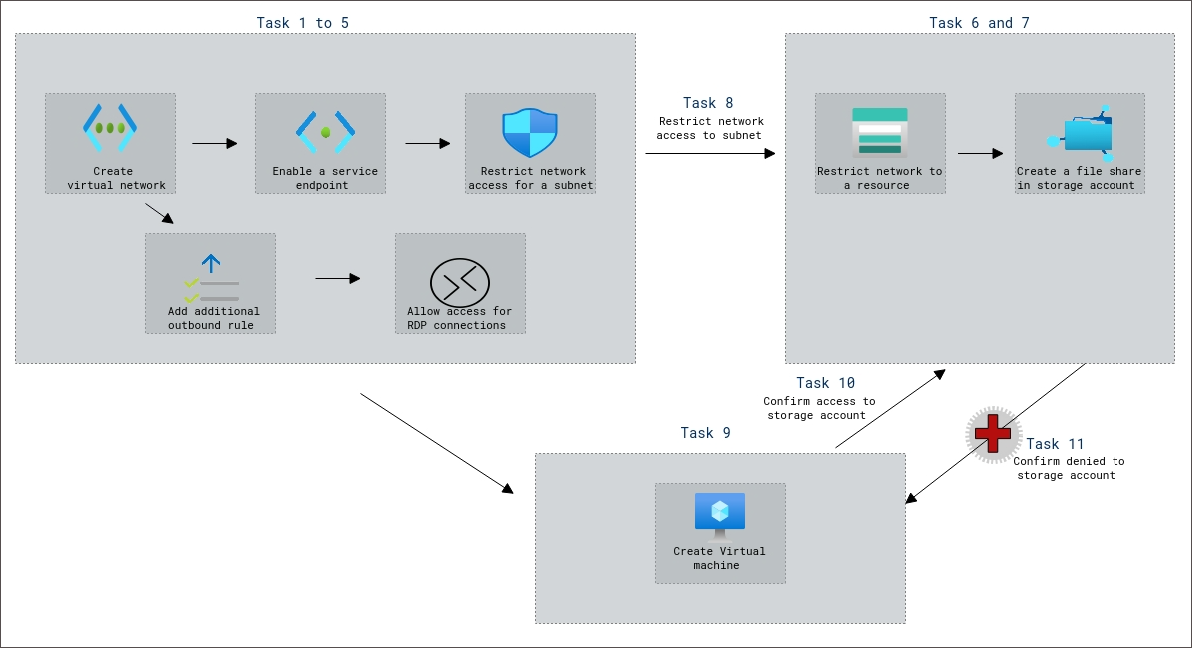 Task 1 to 5
Create
virtual network
Enable a service
endpoint
Restrict network
access for a subnet
Add additional
outbound rule
Allow access for
RDP connections
Task 8
Restrict network
access to subnet
Task 6 and 7
Restrict network to
a resource
Create a file share
in storage account
Task 10
Confirm access to
storage account
Task 11
Confirm denied to
storage account
Task 9
Create Virtual
machine